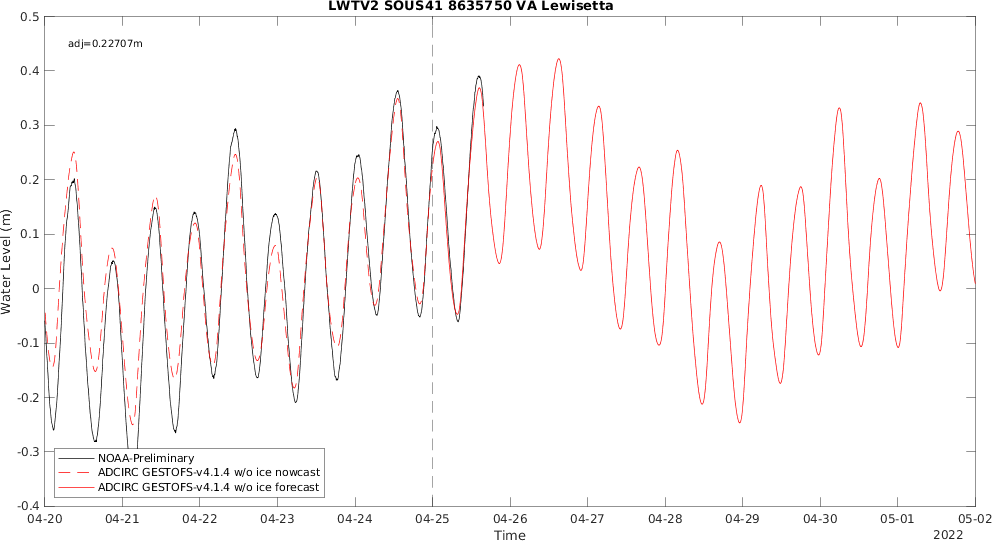 LWTV2 SOUS41 8635750 VA Lewisetta
adj=0.22707m
0.5
0.4
0.3
0.2
0.1
0
-0.1
-0.2
-0.3
-0.4
Water Level (m)
NOAA-Preliminary
ADCIRC GESTOFS-v4.1.4 w/o ice nowcast
ADCIRC GESTOFS-v4.1.4 w/o ice forecast
04-20 04-21 04-22 04-23 04-24 04-25 04-26 04-27 04-28 04-29 04-30 05-01 05-02
Time
2022